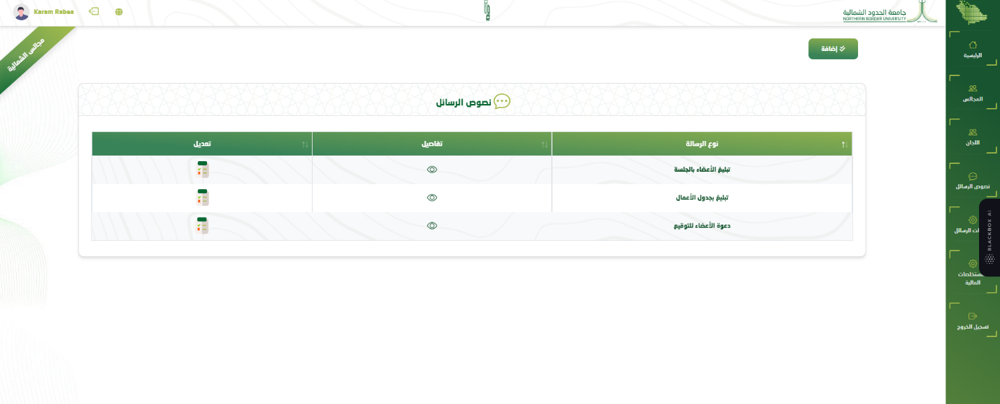 جامعة الحدود الشمالية
NORTHERN BORDER UNIVERSITY
Karam Rabea
مجالس الشمالية
الرئيسية
المجالس
اللجان
نصوص الرسائل
ات الرسائل
المالية
تسجيل الخروج
BLACKBOX AI
إضافة
نصوص الرسائل
نوع الرسالة تفاصيل تعديل
تبليغ الأعضاء بالجلسة
تبليغ بجدول الأعمال
دعوة الأعضاء للتوقيع